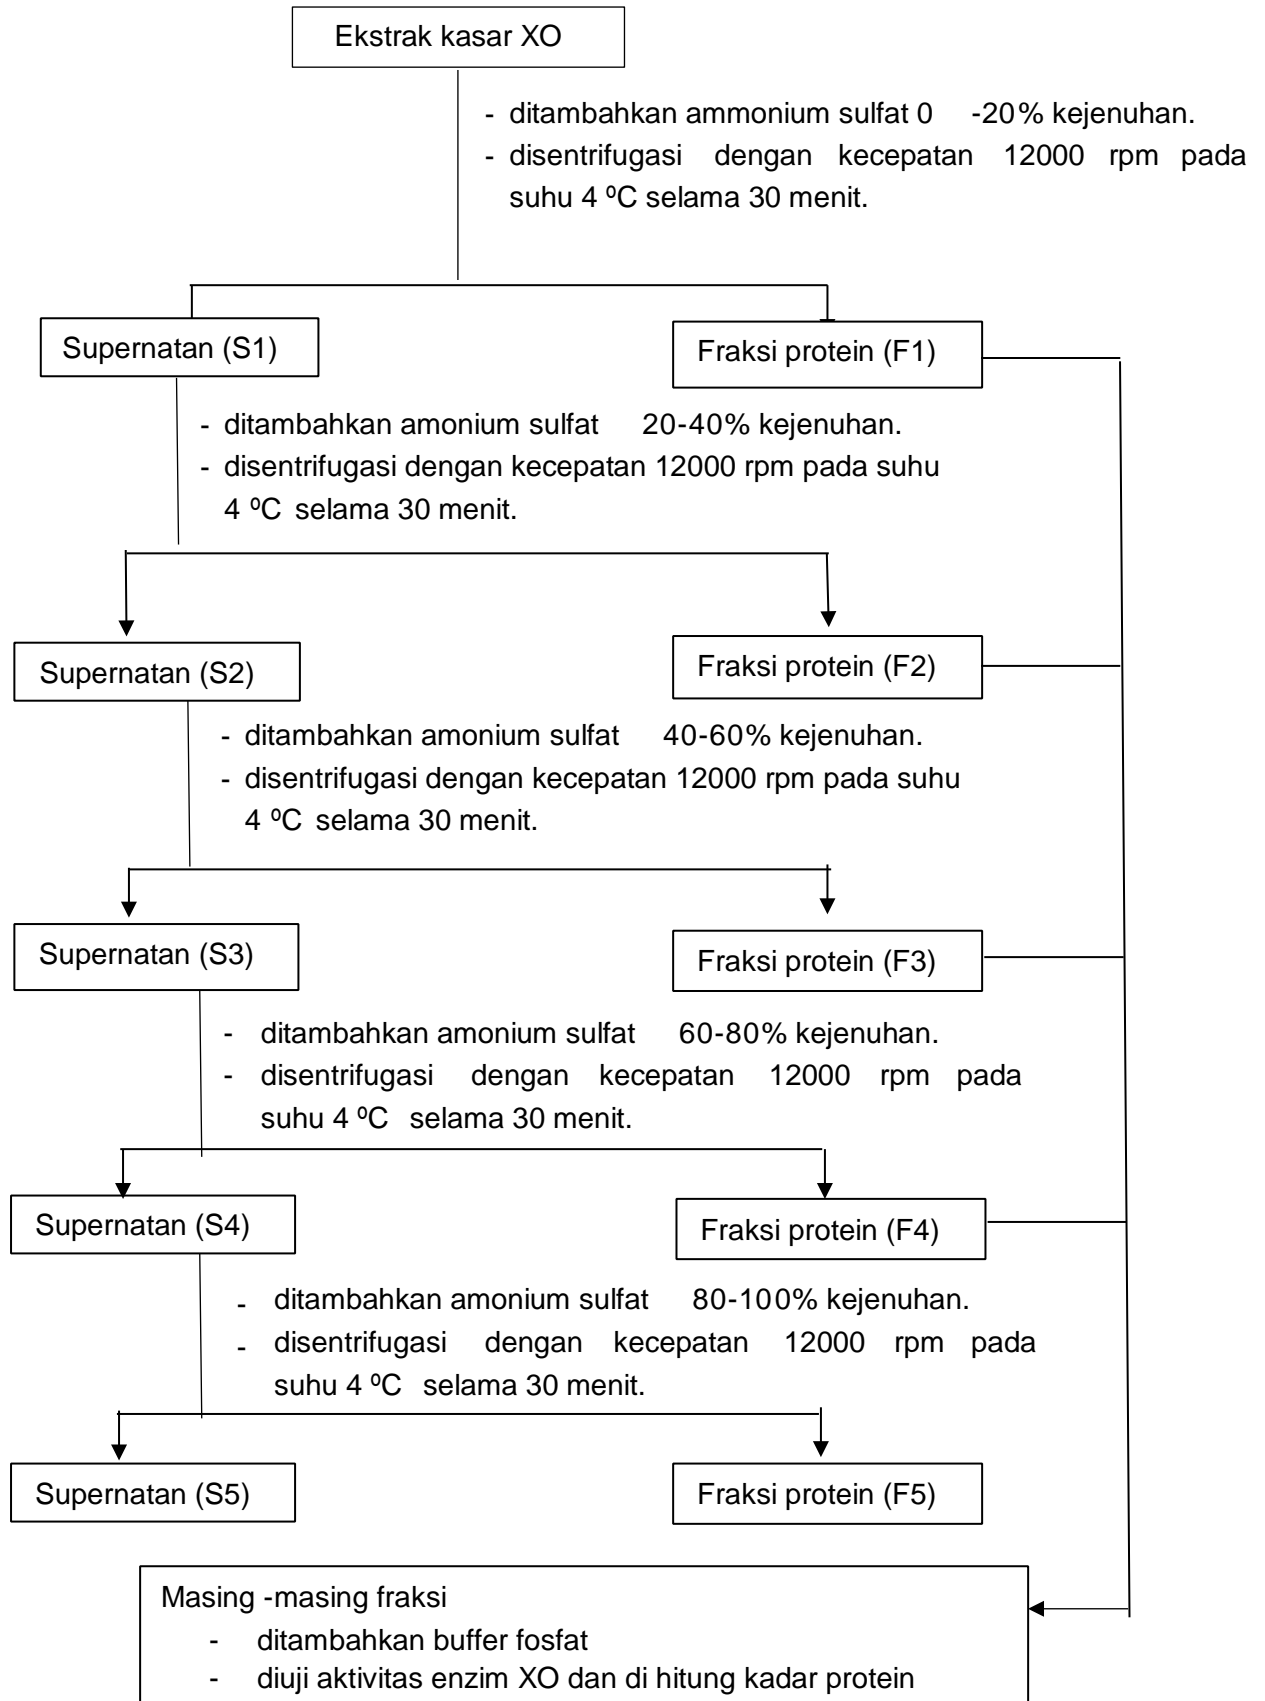 Ekstrak kasar XO
- ditambahkan ammonium sulfat 0 -20% kejenuhan.
- disentrifugasi dengan kecepatan 12000 rpm pada
suhu 4 ⁰C selama 30 menit.
Supernatan (S1)
Fraksi protein (F1)
- ditambahkan amonium sulfat 20-40% kejenuhan.
- disentrifugasi dengan kecepatan 12000 rpm pada suhu
4 ⁰C selama 30 menit.
Supernatan (S2)
Fraksi protein (F2)
- ditambahkan amonium sulfat 40-60% kejenuhan.
- disentrifugasi dengan kecepatan 12000 rpm pada suhu
4 ⁰C selama 30 menit.
Supernatan (S3)
Fraksi protein (F3)
- ditambahkan amonium sulfat 60-80% kejenuhan.
- disentrifugasi dengan kecepatan 12000 rpm pada
suhu 4 ⁰C selama 30 menit.
Supernatan (S4)
Fraksi protein (F4)
- ditambahkan amonium sulfat 80-100% kejenuhan.
- disentrifugasi dengan kecepatan 12000 rpm pada
suhu 4 ⁰C selama 30 menit.
Supernatan (S5)
Fraksi protein (F5)
Masing -masing fraksi
- ditambahkan buffer fosfat
- diuji aktivitas enzim XO dan di hitung kadar protein